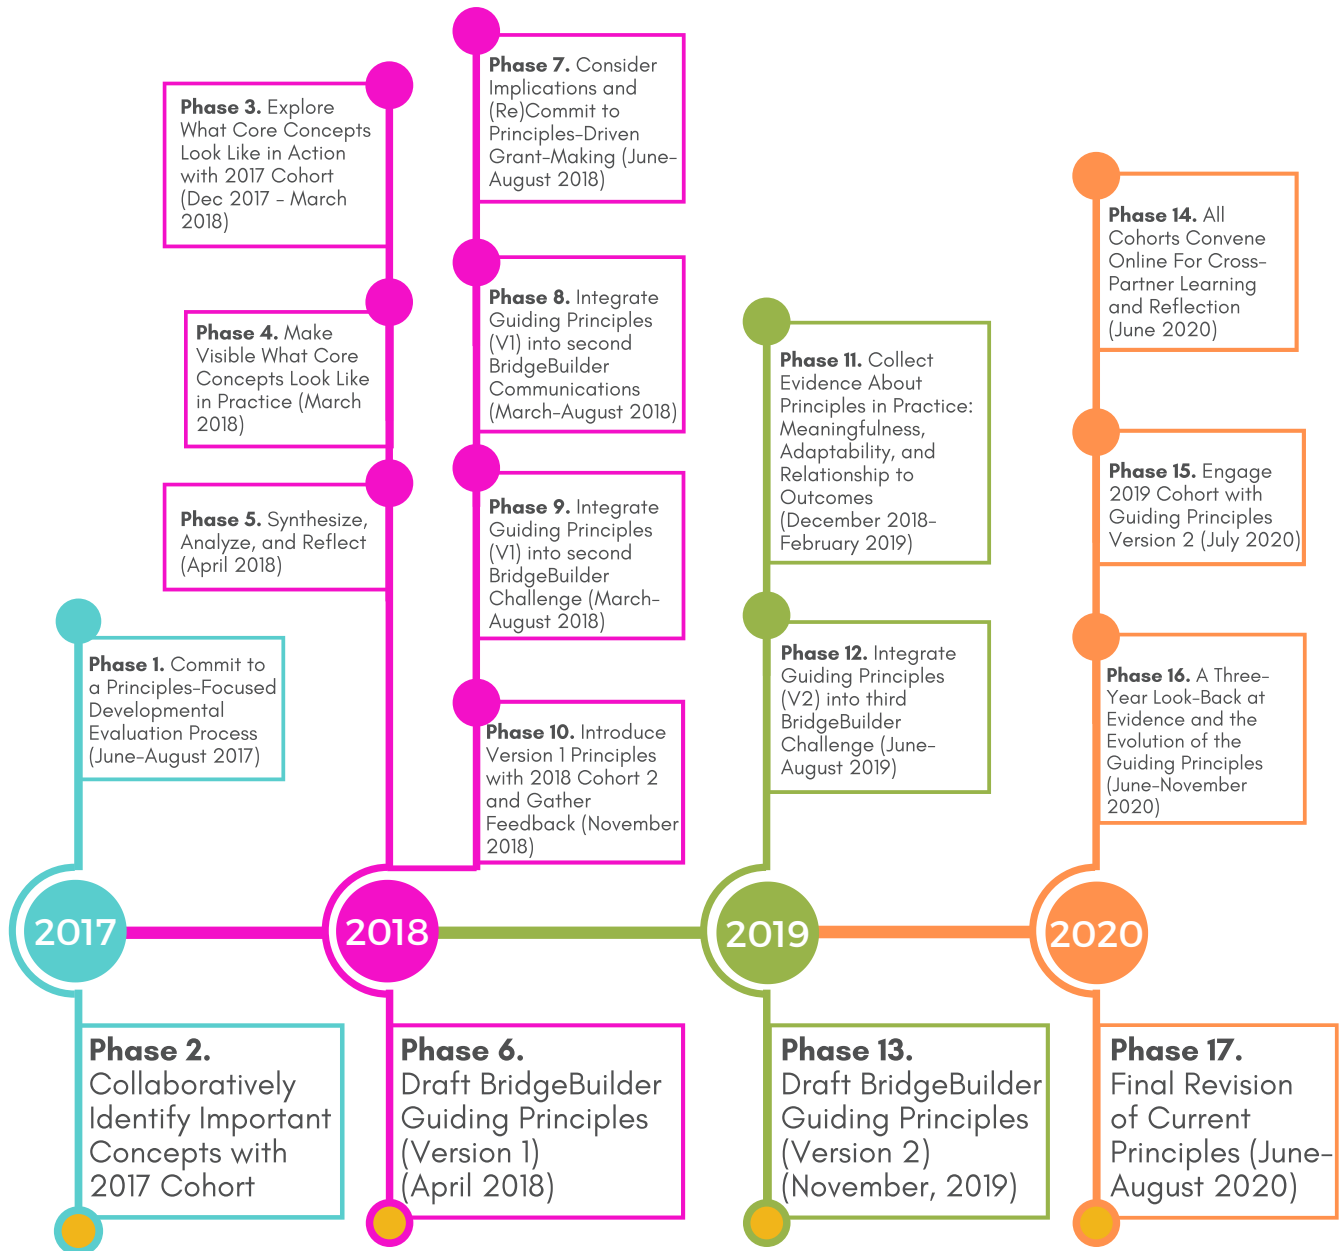 Phase 1. Commit to
a Principles-Focused
Developmental
Evaluation Process
(June-August 2017)
2017
Phase 2.
Collaboratively
Identify Important
Concepts with
2017 Cohort
Phase 3. Explore
What Core Concepts
Look Like in Action
with 2017 Cohort
(Dec 2017 - March
2018)
Phase 4. Make
Visible What Core
Concepts Look Like
in Practice (March
2018)
Phase 5. Synthesize,
Analyze, and Reflect
(April 2018)
2018
Phase 6.
Draft BridgeBuilder
Guiding Principles
(Version 1)
(April 2018)
Phase 7. Consider
Implications and
(Re)Commit to
Principles-Driven
Grant-Making (June-
August 2018)
Phase 8. Integrate
Guiding Principles
(V1) into second
BridgeBuilder
Communications
(March-August 2018)
Phase 9. Integrate
Guiding Principles
(V1) into second
BridgeBuilder
Challenge (March-
August 2018)
Phase 10. Introduce
Version 1 Principles
with 2018 Cohort 2
and Gather
Feedback (November
2018)
Phase 11. Collect
Evidence About
Principles in Practice:
Meaningfulness,
Adaptability, and
Relationship to
Outcomes
(December 2018-
February 2019)
Phase 12. Integrate
Guiding Principles
(V2) into third
BridgeBuilder
Challenge (June-
August 2019)
2019
Phase 13.
Draft BridgeBuilder
Guiding Principles
(Version 2)
(November, 2019)
Phase 14. All
Cohorts Convene
Online For Cross-
Partner Learning
and Reflection
(June 2020)
Phase 15. Engage
2019 Cohort with
Guiding Principles
Version 2 (July 2020)
Phase 16. A Three-
Year Look-Back at
Evidence and the
Evolution of the
Guiding Principles
(June-November
2020)
2020
Phase 17.
Final Revision
of Current
Principles (June-
August 2020)